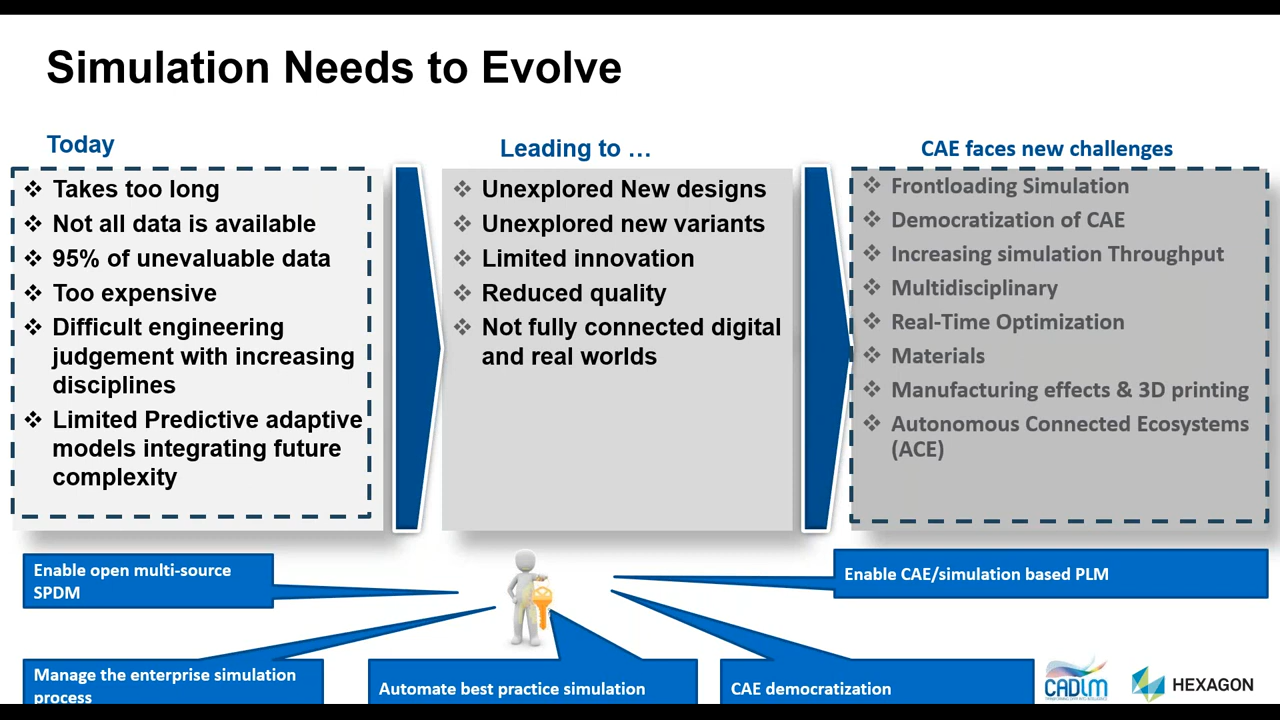 Simulation Needs to Evolve
Today
❖ Takes too long
❖ Not all data is available
❖ 95% of unevaluable data
❖ Too expensive
❖ Difficult engineering
judgement with increasing
disciplines
❖ Limited Predictive adaptive
models integrating future
complexity
Leading to …
❖ Unexplored New designs
❖ Unexplored new variants
❖ Limited innovation
❖ Reduced quality
❖ Not fully connected digital
and real worlds
CAE faces new challenges
❖ Frontloading Simulation
❖ Democratization of CAE
❖ Increasing simulation Throughput
❖ Multidisciplinary
❖ Real-Time Optimization
❖ Materials
❖ Manufacturing effects & 3D printing
❖ Autonomous Connected Ecosystems
(ACE)
Enable open multi-source
SPDM
Enable CAE/simulation based PLM
Manage the enterprise simulation
process
Automate best practice simulation
CAE democratization
CADLM
HEXAGON